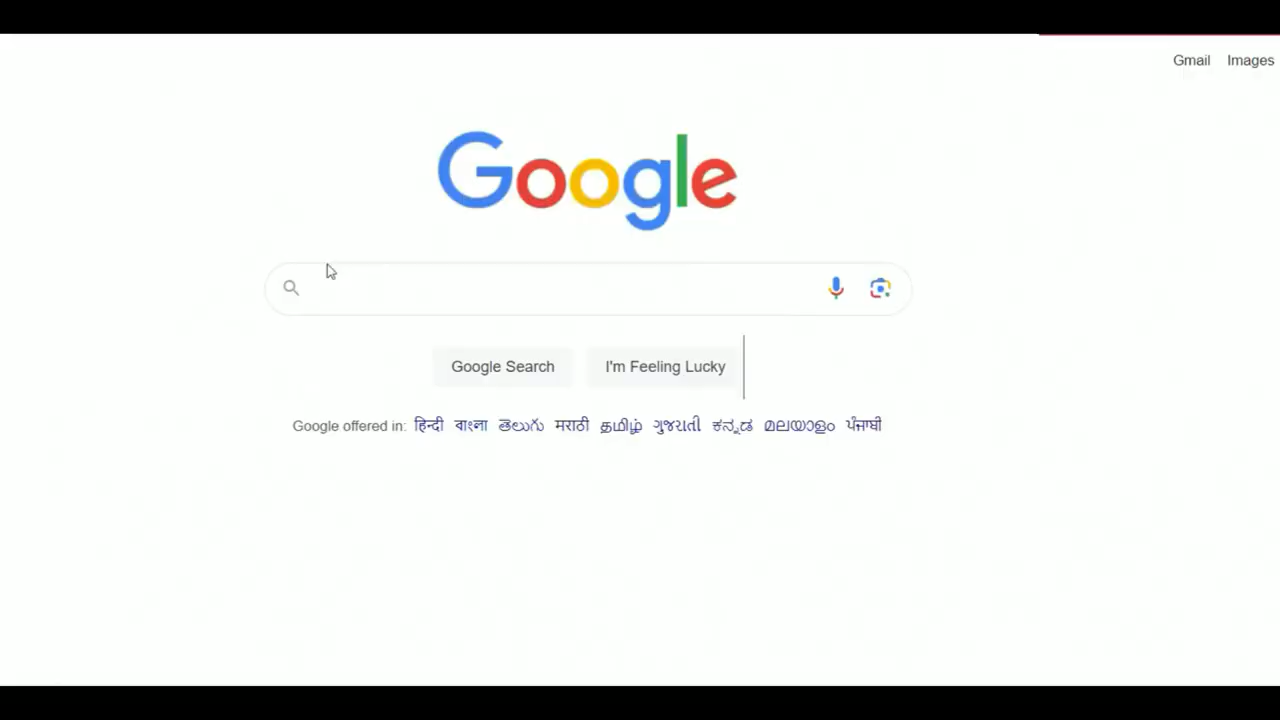 Gmail Images
Google
Google Search I'm Feeling Lucky
Google offered in: हिन्दी বাংলা తెలుగు मराठी தமிழ் ગુજરાતી ಕನ್ನಡ മലയാളം ਪੰਜਾਬੀ